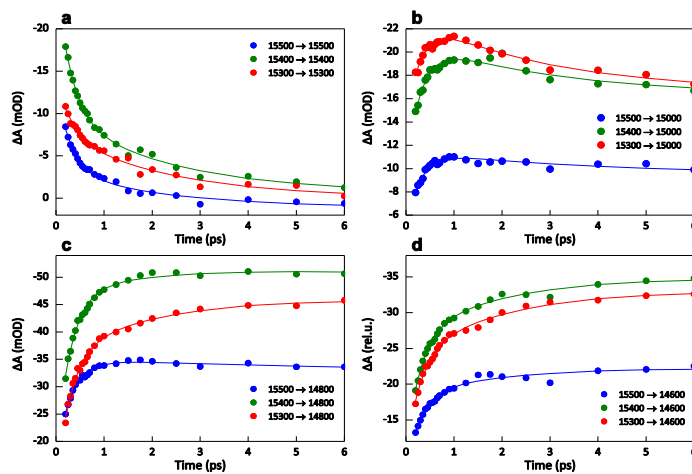 a
-20
-15
-10
-5
0
ΔA (mOD)
15500 → 15500
15400 → 15400
15300 → 15300
0 1 2 3 4 5 6
Time (ps)
b
-22
-20
-18
-16
-14
-12
-10
-8
-6
ΔA (mOD)
15500 → 15000
15400 → 15000
15300 → 15000
0 1 2 3 4 5 6
Time (ps)
c
-50
-45
-40
-35
-30
-25
-20
ΔA (mOD)
15500 → 14800
15400 → 14800
15300 → 14800
0 1 2 3 4 5 6
Time (ps)
d
-35
-30
-25
-20
-15
ΔA (rel.u.)
15500 → 14600
15400 → 14600
15300 → 14600
0 1 2 3 4 5 6
Time (ps)